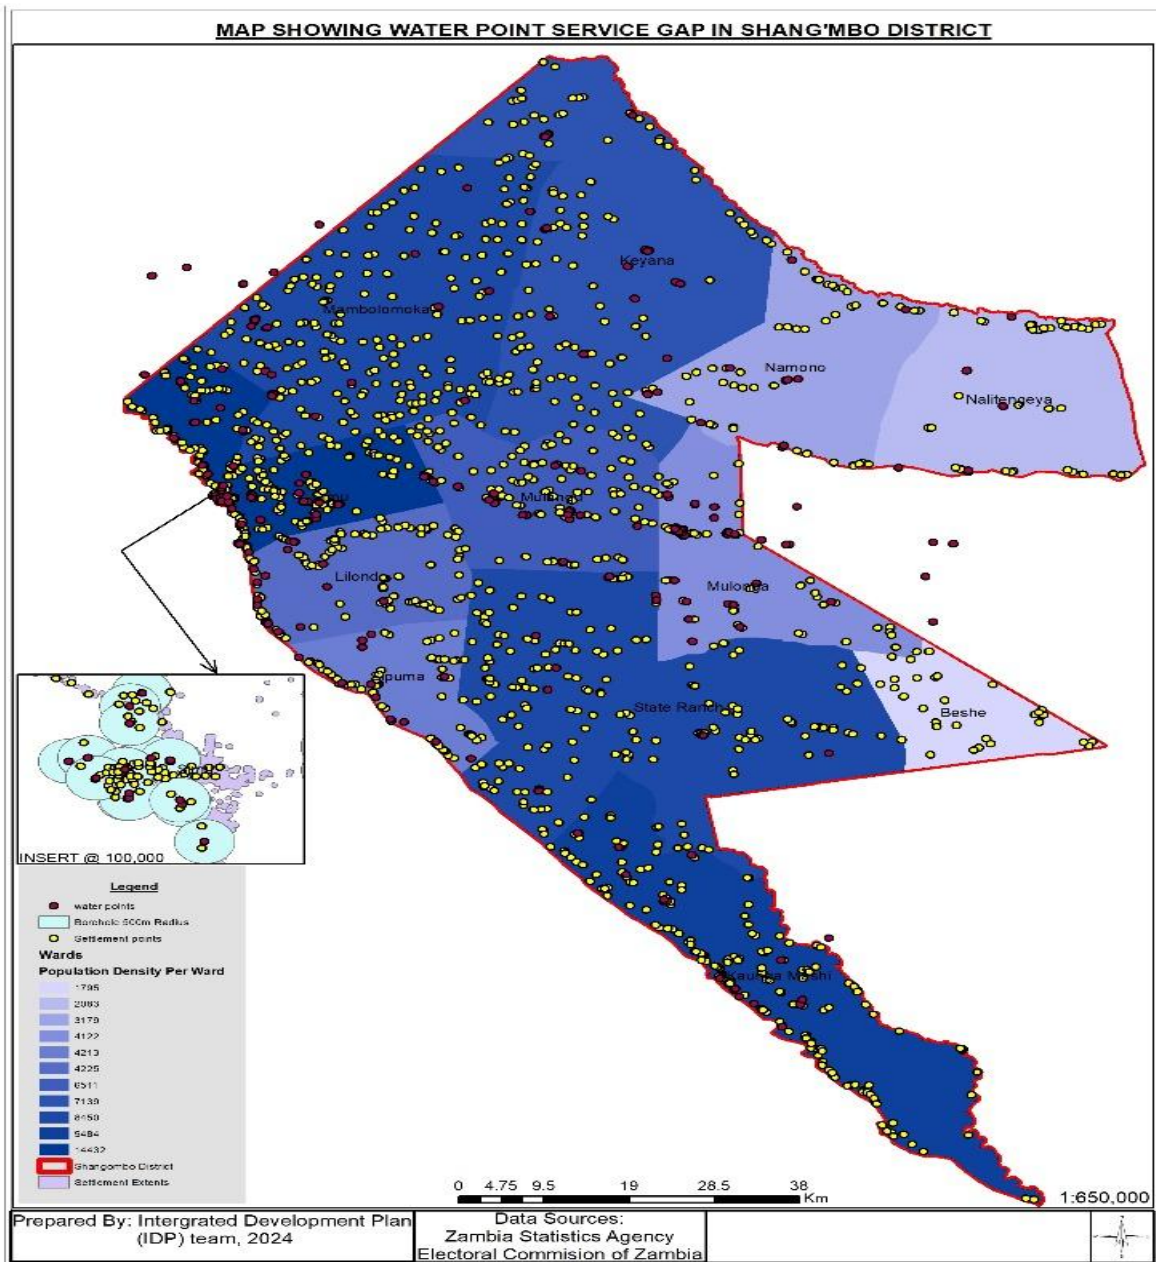 MAP SHOWING WATER POINT SERVICE GAP IN SHANG'MBO DISTRICT
Keyana
Mambolomoka
Namono
Nalitengeya
Mulonga
State Ranch
Beshe
INSERT @ 100,000
Legend
water points
Borehole 500m Radius
Settlement points
Wards
Population Density Per Ward
1795
2083
3179
4122
4213
4225
6511
7139
8450
9484
14432
Shangombo District
Settlement Extents
0 4.75 9.5 19 28.5 38
Km
1:650,000
Prepared By: Intergrated Development Plan
(IDP) team, 2024
Data Sources:
Zambia Statistics Agency
Electoral Commision of Zambia